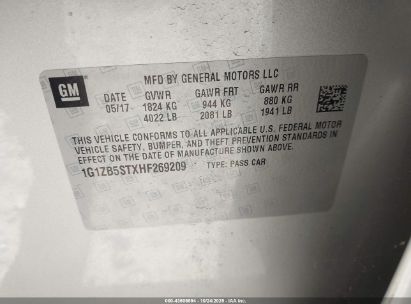 GM
MFD BY GENERAL MOTORS LLC
DATE GVWR GAWR FRT GAWR RR
05/17 1824 KG 944 KG 880 KG
4022 LB 2081 LB 1941 LB
THIS VEHICLE CONFORMS TO ALL APPLICABLE U.S. FEDERAL MOTOR
VEHICLE SAFETY, BUMPER, AND THEFT PREVENTION STANDARDS IN
EFFECT ON THE DATE OF MANUFACTURE SHOWN ABOVE.
1G1ZB5STXHF269209 TYPE: PASS CAR